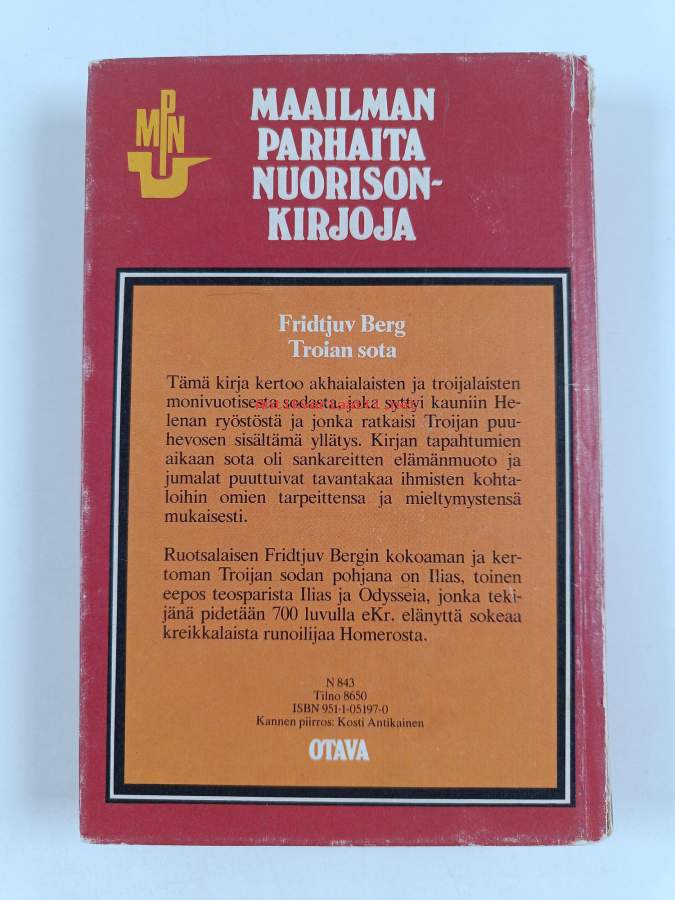 MPN
MAAILMAN
PARHAITA
NUORISON-
KIRJOJA
Fridtjuv Berg
Troian sota
Tämä kirja kertoo akhaialaisten ja troijalaisten
monivuotisesta sodasta, joka syttyi kauniin He-
lenan ryöstöstä ja jonka ratkaisi Troijan puu-
hevosen sisältämä yllätys. Kirjan tapahtumien
aikaan sota oli sankareitten elämänmuoto ja
jumalat puuttuivat tavantakaa ihmisten kohta-
loihin omien tarpeittensa ja mieltymystensä
mukaisesti.
Ruotsalaisen Fridtjuv Bergin kokoaman ja ker-
toman Troijan sodan pohjana on Ilias, toinen
eepos teosparista Ilias ja Odysseia, jonka teki-
jänä pidetään 700 luvulla eKr. elänyttä sokeaa
kreikkalaista runoilijaa Homerosta.
N 843
Tilno 8650
ISBN 951-1-05197-0
Kannen piirros: Kosti Antikainen
OTAVA